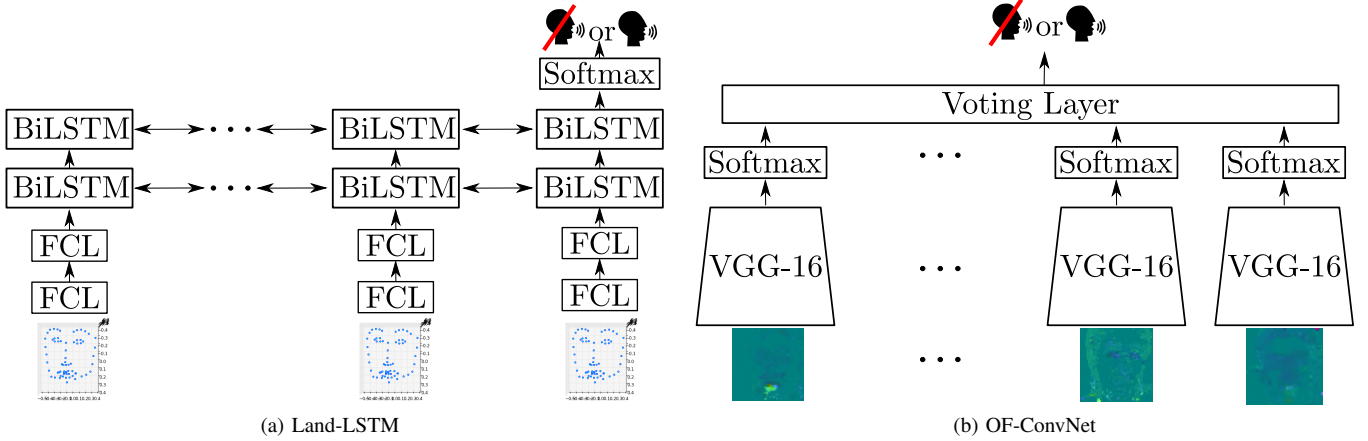 or
Softmax
BiLSTM ... BiLSTM BiLSTM
BiLSTM ... BiLSTM BiLSTM
FCL FCL FCL
FCL FCL FCL
(a) Land-LSTM
or
Voting Layer
Softmax ... Softmax Softmax
VGG-16 ... VGG-16 VGG-16
...
(b) OF-ConvNet